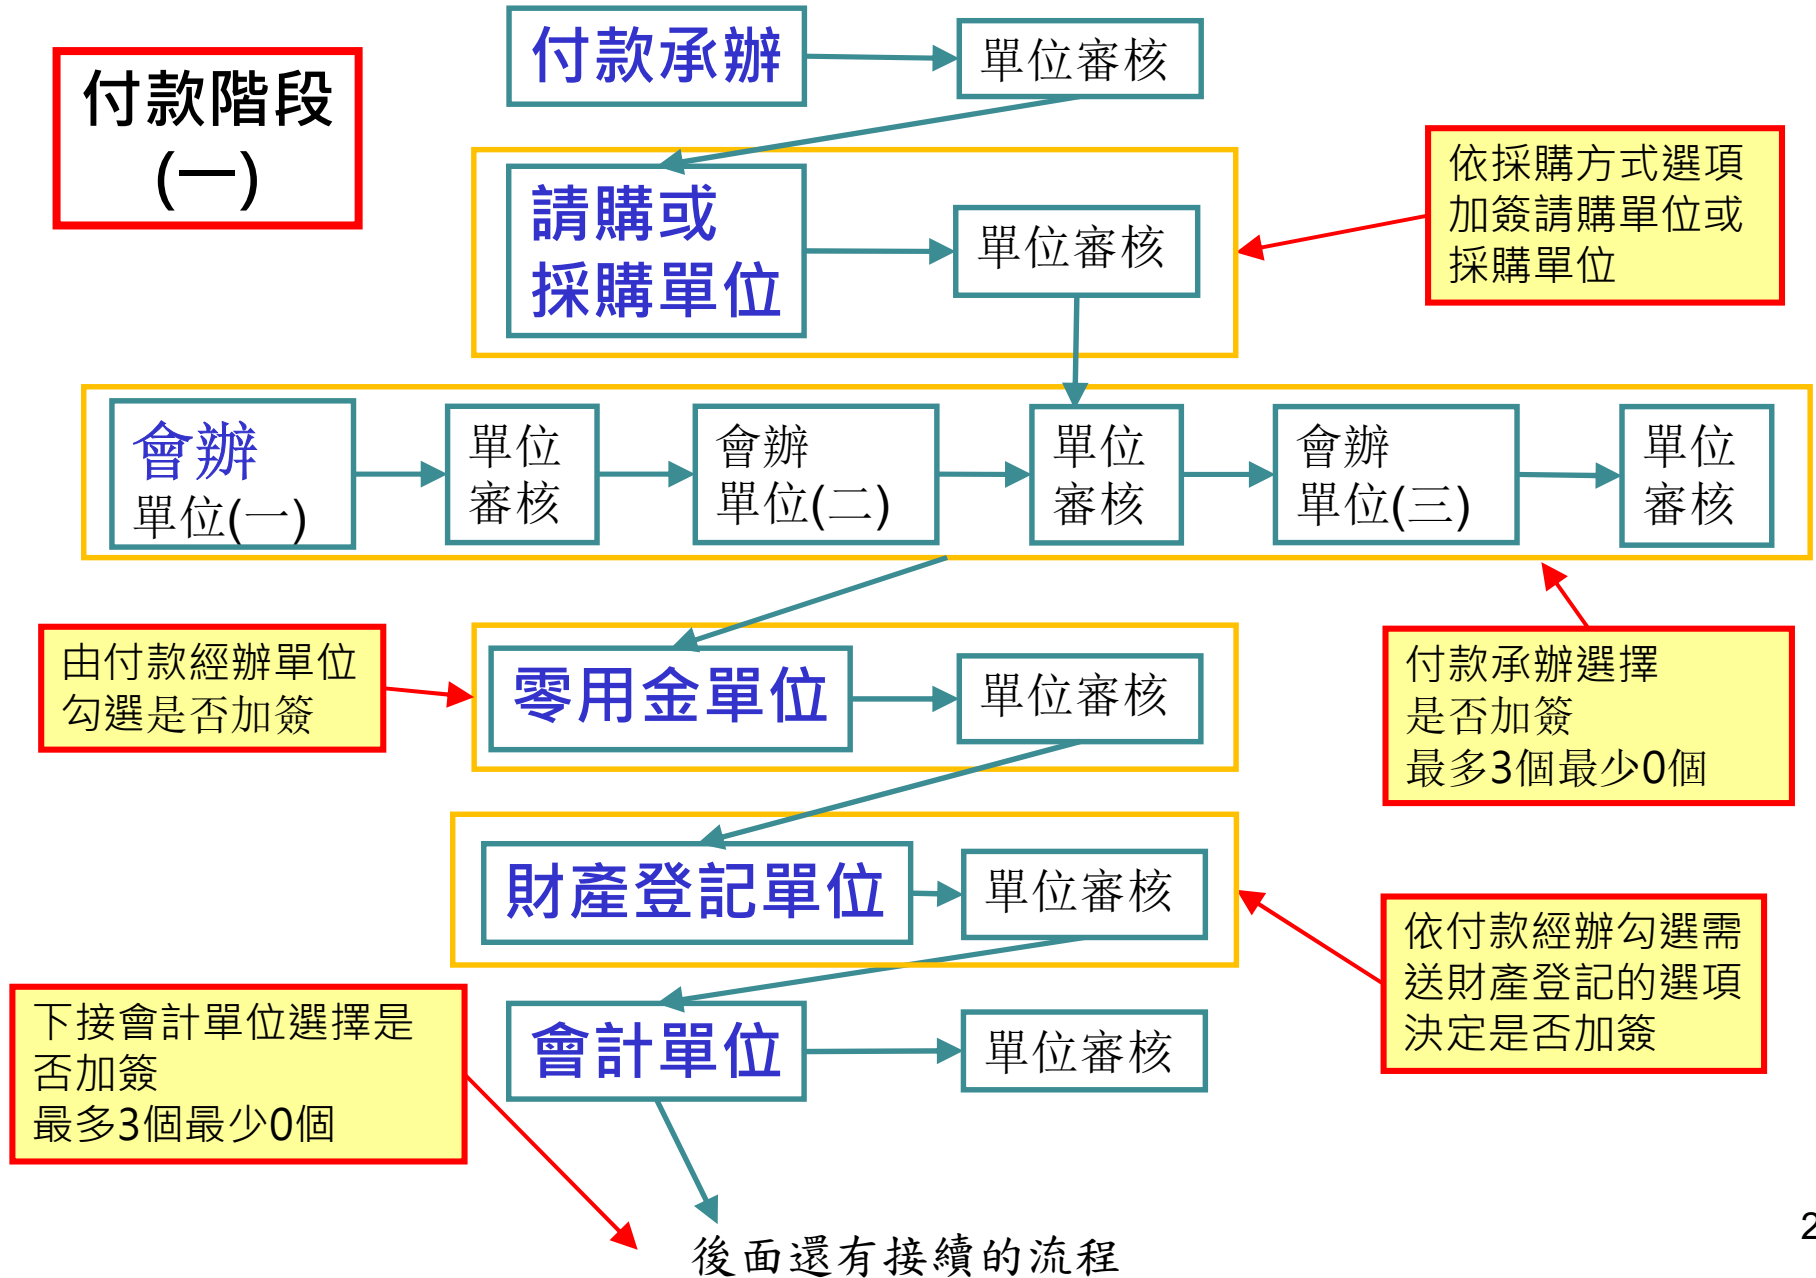 付款階段
(一)
付款承辦
單位審核
請購或
採購單位
單位審核
依採購方式選項
加簽請購單位或
採購單位
會辦
單位(一)
單位
審核
會辦
單位(二)
單位
審核
會辦
單位(三)
單位
審核
由付款經辦單位
勾選是否加簽
零用金單位
單位審核
付款承辦選擇
是否加簽
最多3個最少0個
財產登記單位
單位審核
依付款經辦勾選需
送財產登記的選項
決定是否加簽
下接會計單位選擇是
否加簽
最多3個最少0個
會計單位
單位審核
後面還有接續的流程
2